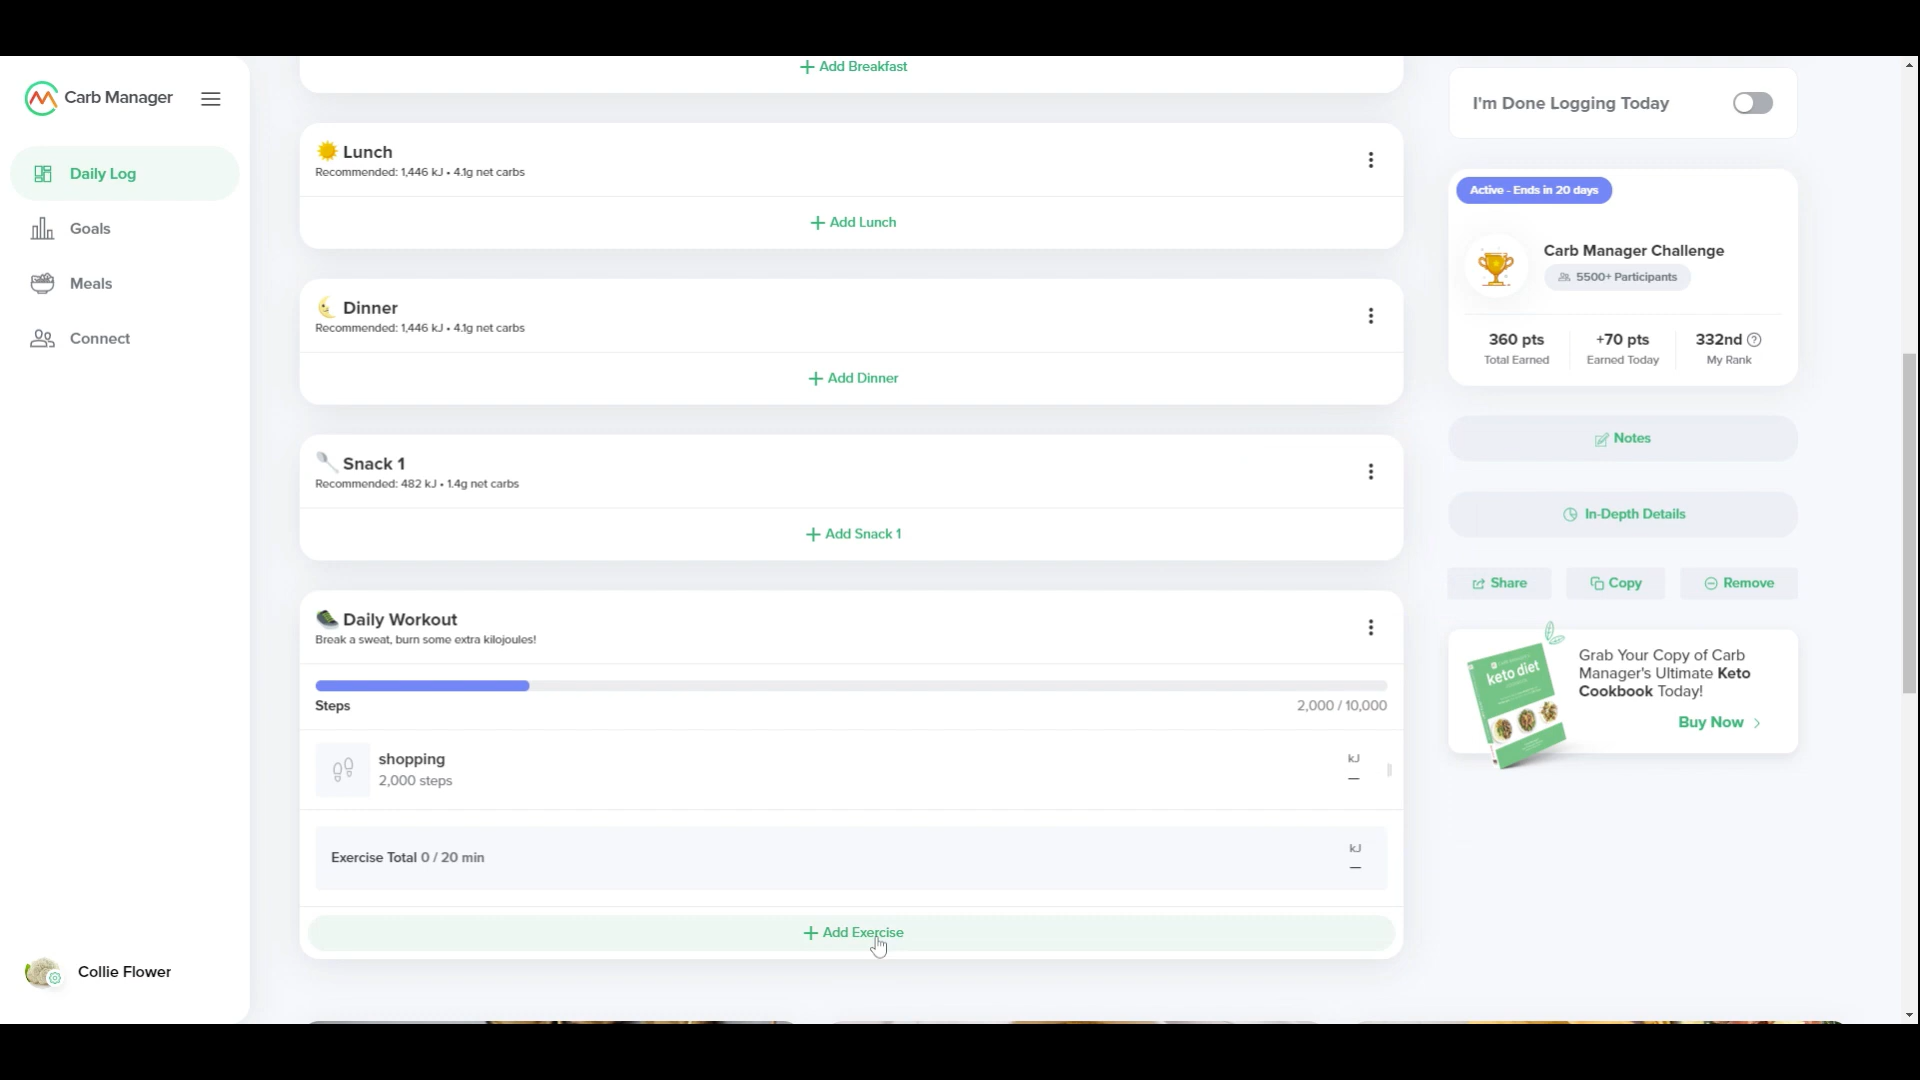 Carb Manager
Daily Log
Goals
Meals
Connect
Collie Flower
Add Breakfast
Lunch
Recommended: 1,446 kJ • 4.1g net carbs
Add Lunch
Dinner
Recommended: 1,446 kJ • 4.1g net carbs
Add Dinner
Snack 1
Recommended: 482 kJ • 1.4g net carbs
Add Snack 1
Daily Workout
Break a sweat, burn some extra kilojoules!
Steps
2,000 / 10,000
shopping
2,000 steps
kJ
—
Exercise Total 0 / 20 min
kJ
—
Add Exercise
I'm Done Logging Today
Active - Ends in 20 days
Carb Manager Challenge
5500+ Participants
360 pts
Total Earned
+70 pts
Earned Today
332nd ?
My Rank
Notes
In-Depth Details
Share
Copy
Remove
keto diet
Grab Your Copy of Carb
Manager's Ultimate Keto
Cookbook Today!
Buy Now